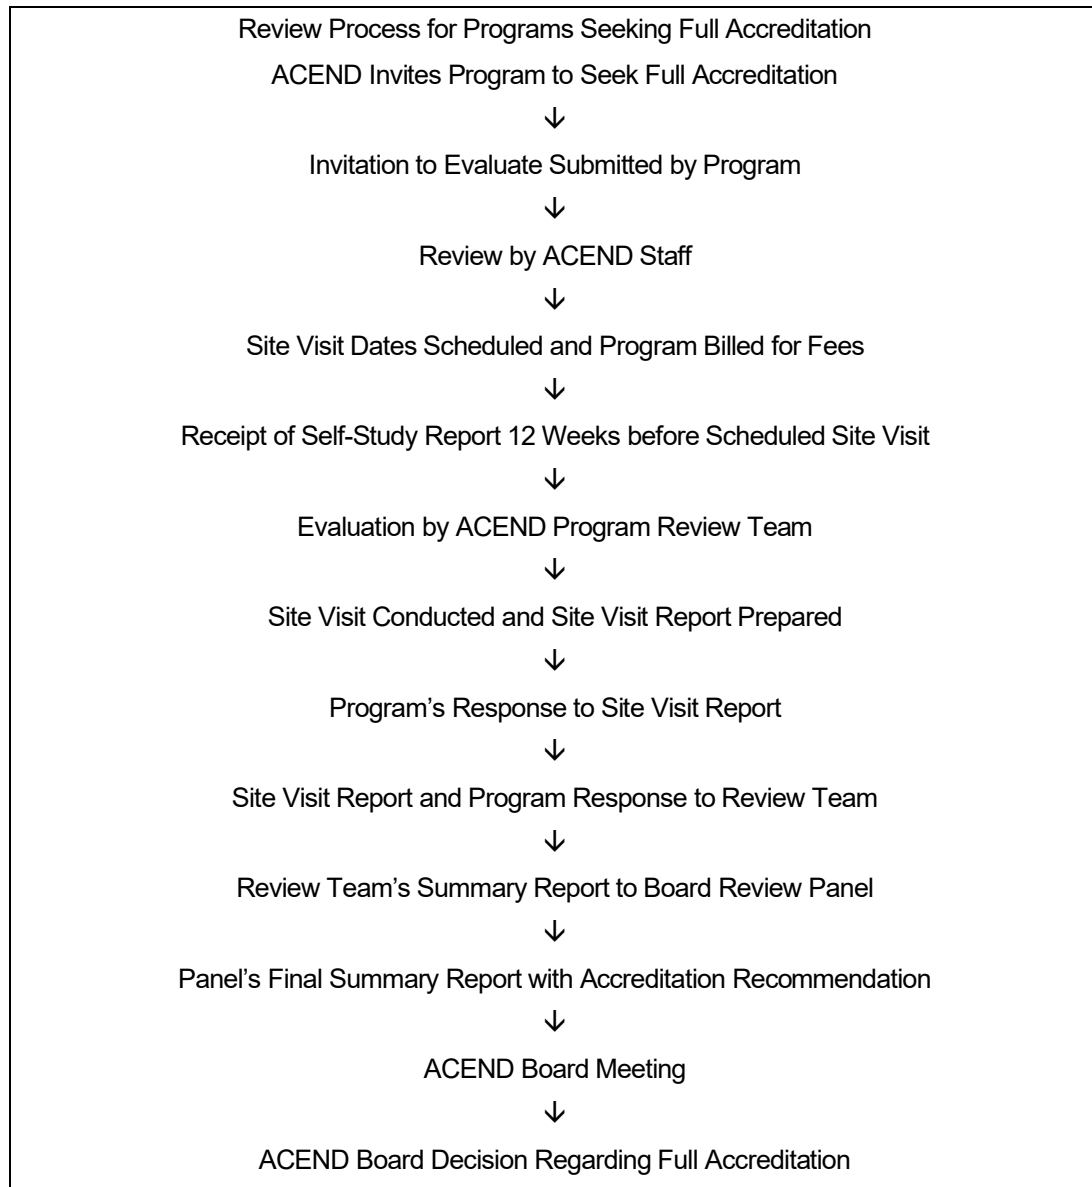 Review Process for Programs Seeking Full Accreditation
ACEND Invites Program to Seek Full Accreditation
↓
Invitation to Evaluate Submitted by Program
↓
Review by ACEND Staff
↓
Site Visit Dates Scheduled and Program Billed for Fees
↓
Receipt of Self-Study Report 12 Weeks before Scheduled Site Visit
↓
Evaluation by ACEND Program Review Team
↓
Site Visit Conducted and Site Visit Report Prepared
↓
Program’s Response to Site Visit Report
↓
Site Visit Report and Program Response to Review Team
↓
Review Team’s Summary Report to Board Review Panel
↓
Panel’s Final Summary Report with Accreditation Recommendation
↓
ACEND Board Meeting
↓
ACEND Board Decision Regarding Full Accreditation